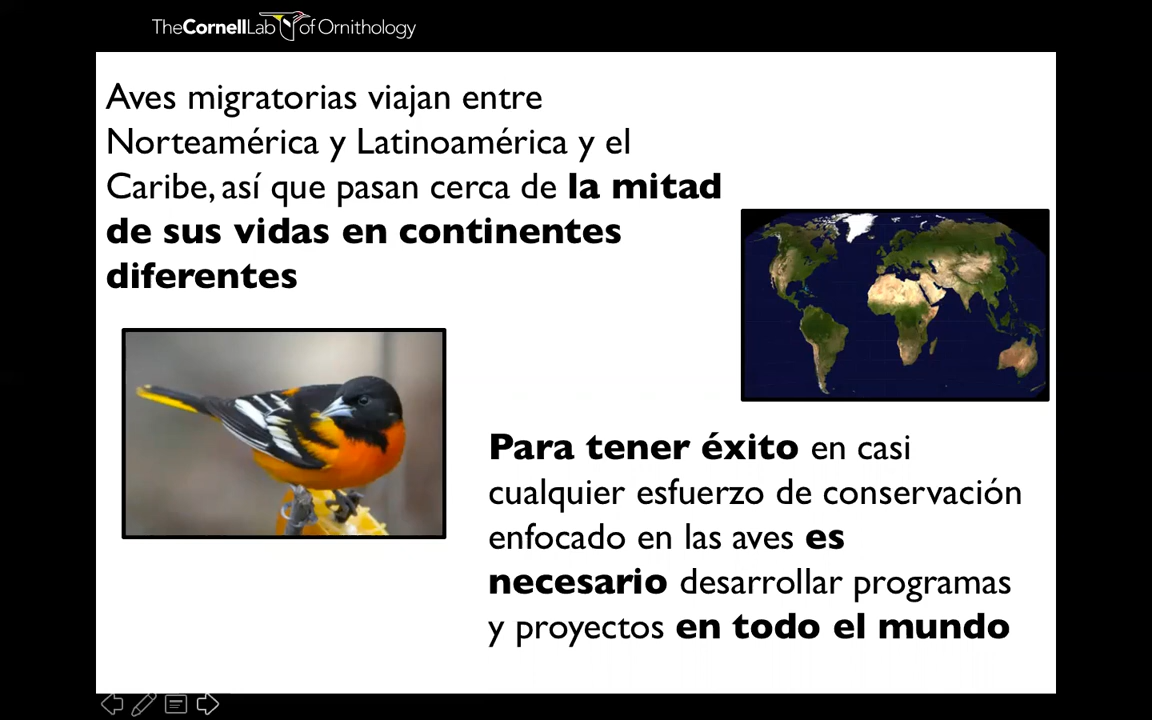 TheCornellLab of Ornithology
Aves migratorias viajan entre
Norteamérica y Latinoamérica y el
Caribe, así que pasan cerca de la mitad
de sus vidas en continentes
diferentes
Para tener éxito en casi
cualquier esfuerzo de conservación
enfocado en las aves es
necesario desarrollar programas
y proyectos en todo el mundo